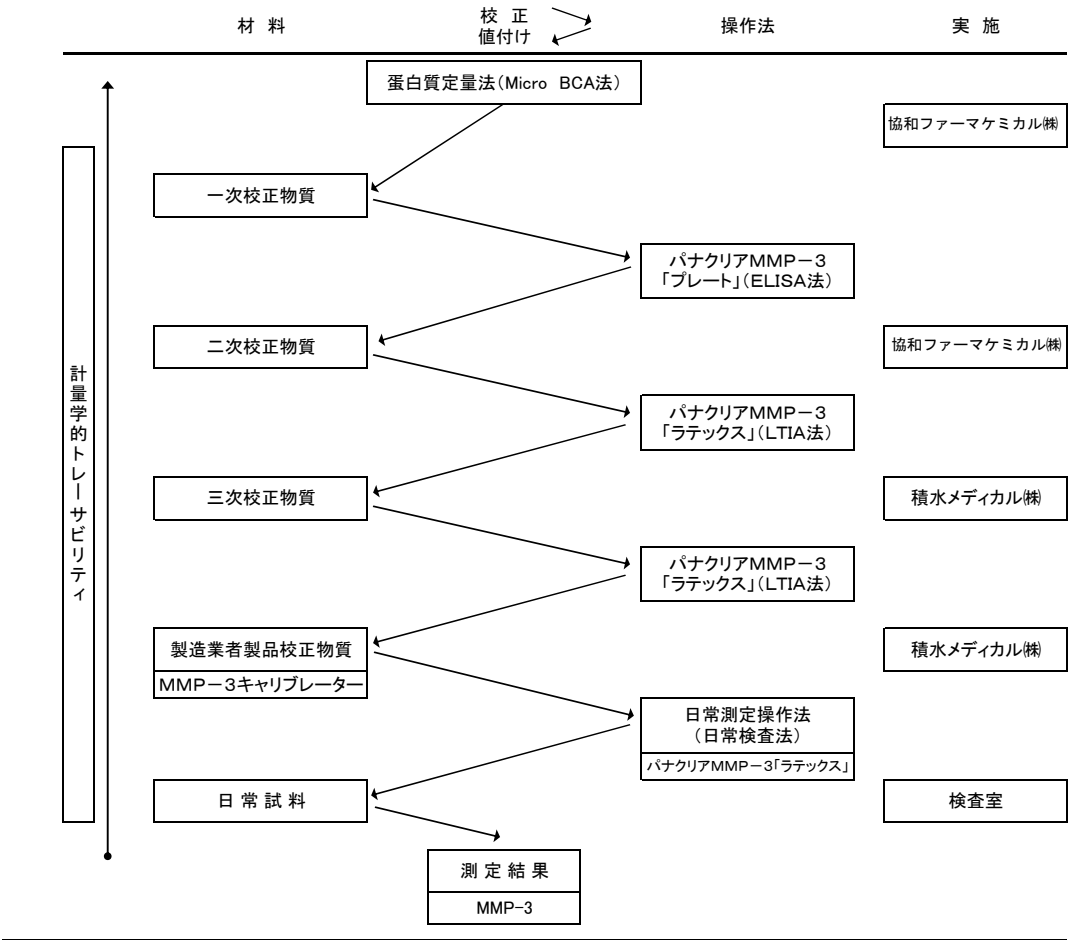 材 料
校 正
値付け
操作法
実 施
蛋白質定量法(Micro BCA法)
協和ファーマケミカル㈱
計量学的トレーサビリティ
一次校正物質
パナクリアMMP-3
「プレート」(ELISA法)
二次校正物質
協和ファーマケミカル㈱
パナクリアMMP-3
「ラテックス」(LTIA法)
三次校正物質
積水メディカル㈱
パナクリアMMP-3
「ラテックス」(LTIA法)
製造業者製品校正物質
MMP-3キャリブレーター
積水メディカル㈱
日常測定操作法
(日常検査法)
パナクリアMMP-3「ラテックス」
日 常 試 料
検査室
測 定 結 果
MMP-3